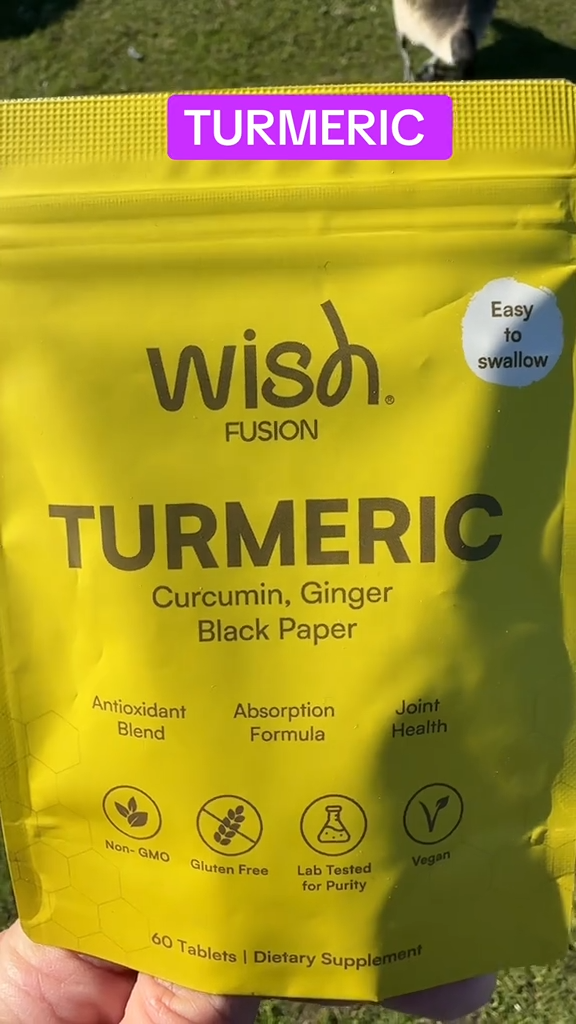 TURMERIC
Easy
to
swallow
wish®
FUSION
TURMERIC
Curcumin, Ginger
Black Paper
Antioxidant
Blend
Absorption
Formula
Joint
Health
Non- GMO
Gluten Free
Lab Tested
for Purity
Vegan
60 Tablets | Dietary Supplement